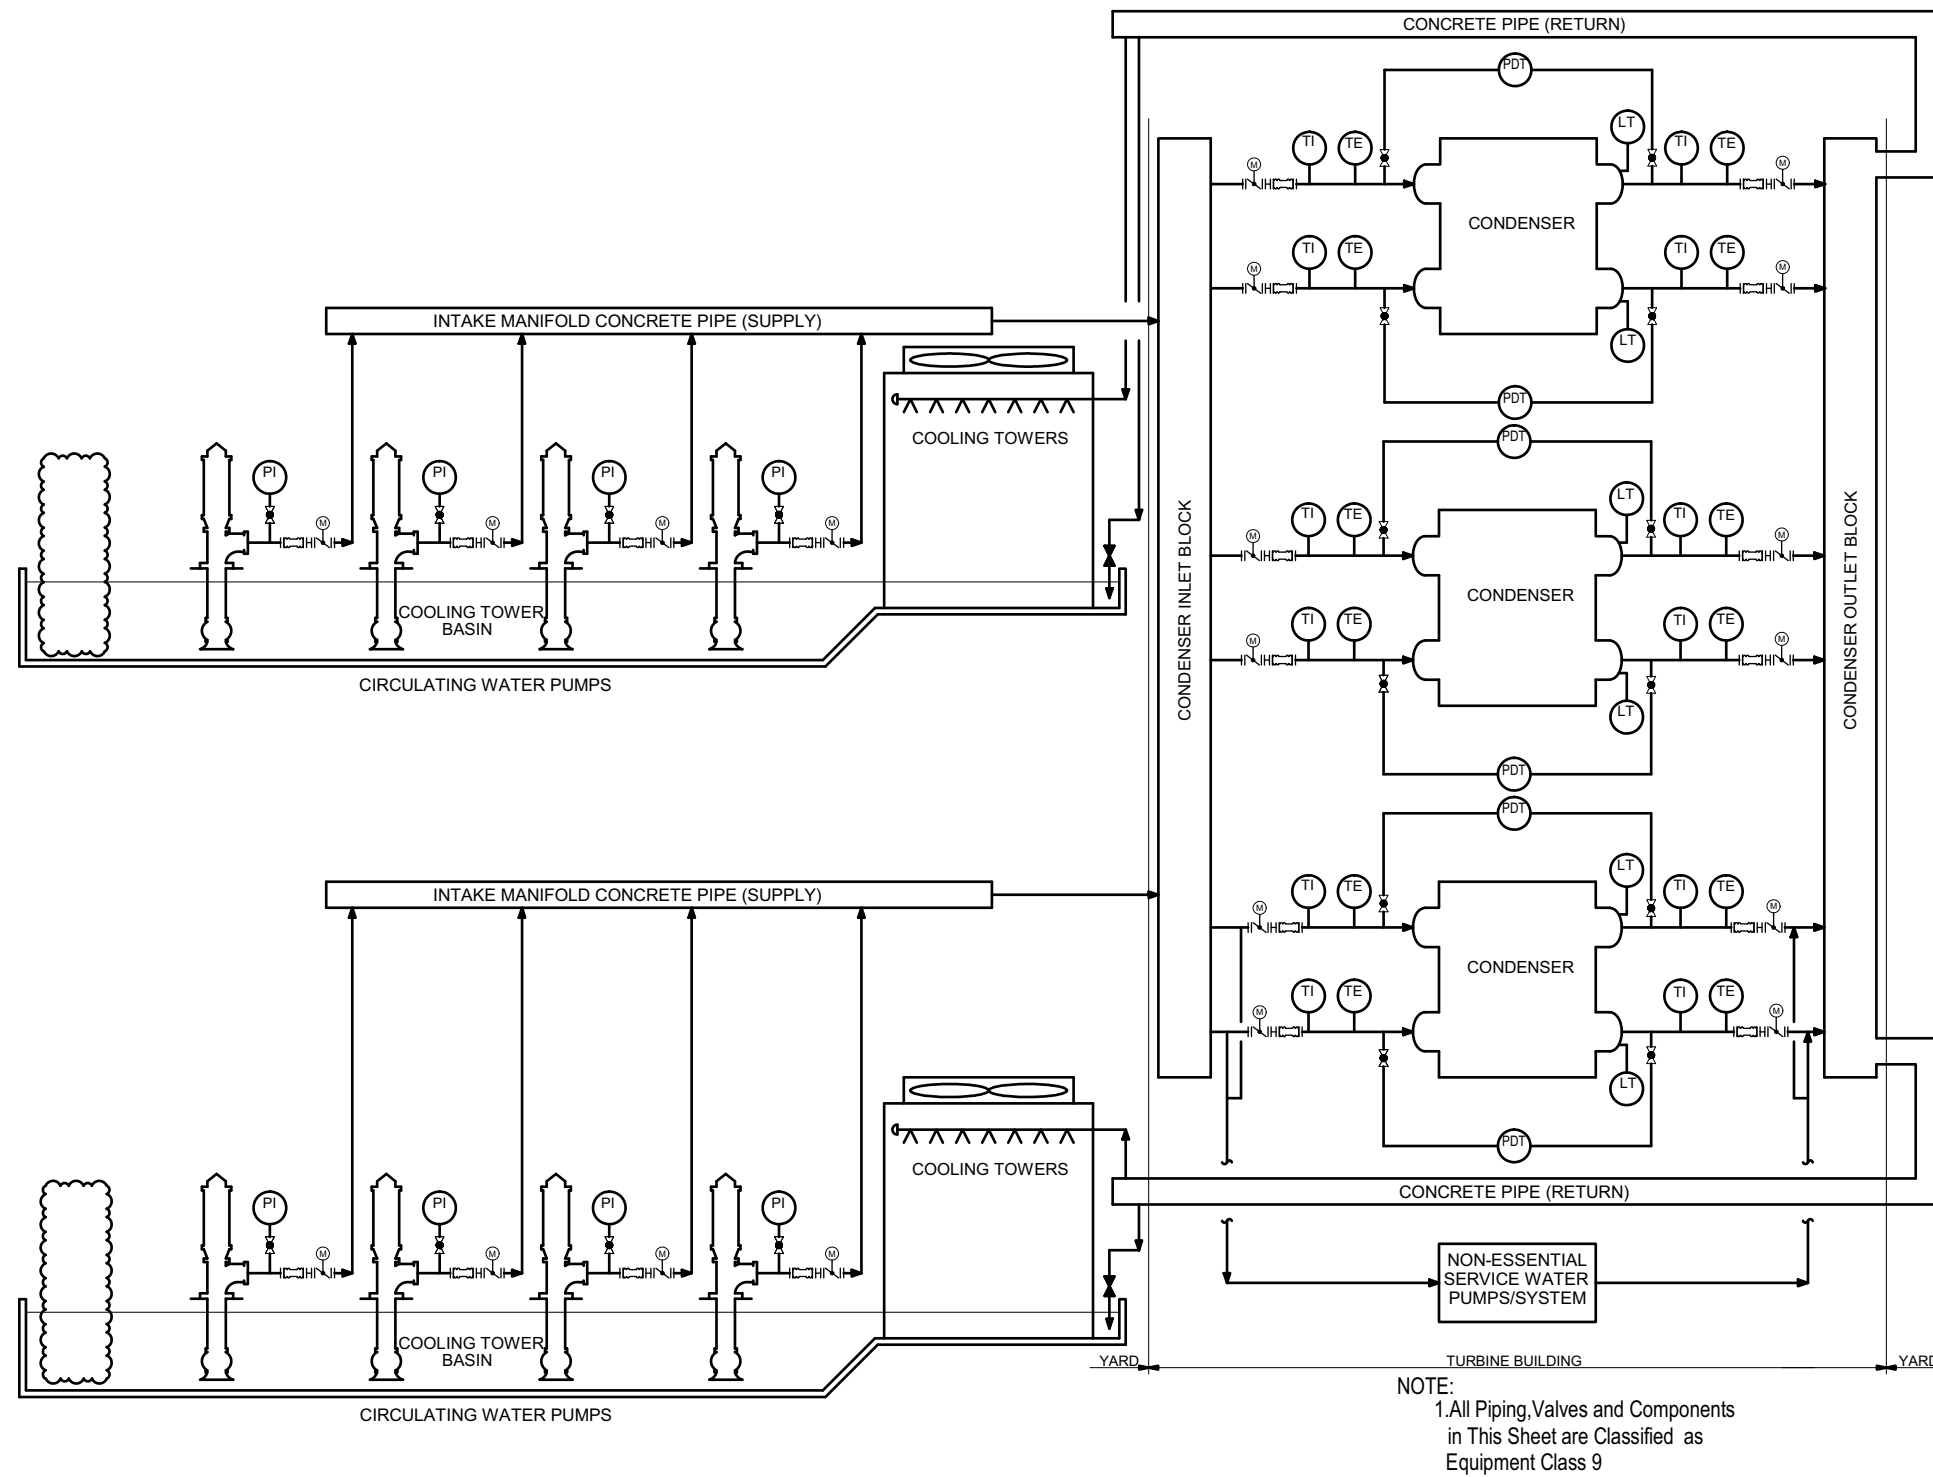 CONCRETE PIPE (RETURN)
PDT
LT
TI
TE
TI
TE
M
M
CONDENSER
TI
TE
TI
TE
M
M
LT
PDT
INTAKE MANIFOLD CONCRETE PIPE (SUPPLY)
COOLING TOWERS
PI
PI
PI
PI
M
M
M
M
COOLING TOWER
BASIN
CIRCULATING WATER PUMPS
CONDENSER INLET BLOCK
CONDENSER OUTLET BLOCK
PDT
LT
TI
TE
TI
TE
M
M
CONDENSER
TI
TE
TI
TE
M
M
LT
PDT
PDT
LT
TI
TE
TI
TE
M
M
CONDENSER
TI
TE
TI
TE
M
M
LT
PDT
INTAKE MANIFOLD CONCRETE PIPE (SUPPLY)
COOLING TOWERS
PI
PI
PI
PI
M
M
M
M
COOLING TOWER
BASIN
CIRCULATING WATER PUMPS
CONCRETE PIPE (RETURN)
NON-ESSENTIAL
SERVICE WATER
PUMPS/SYSTEM
YARD
TURBINE BUILDING
YARD
NOTE:
1.All Piping,Valves and Components
in This Sheet are Classified as
Equipment Class 9